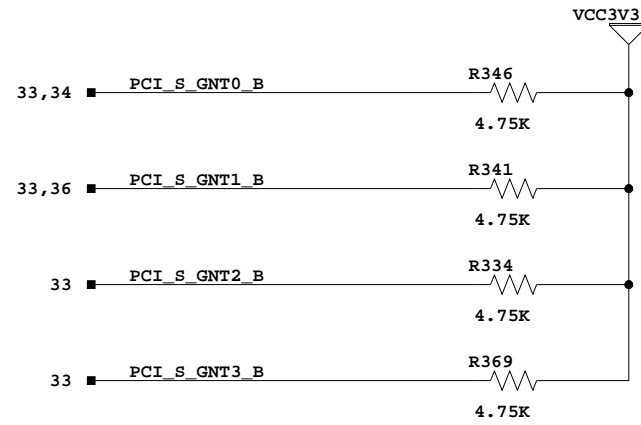 VCC3V3
33,34 PCI_S_GNT0_B R346
4.75K
33,36 PCI_S_GNT1_B R341
4.75K
33 PCI_S_GNT2_B R334
4.75K
33 PCI_S_GNT3_B R369
4.75K